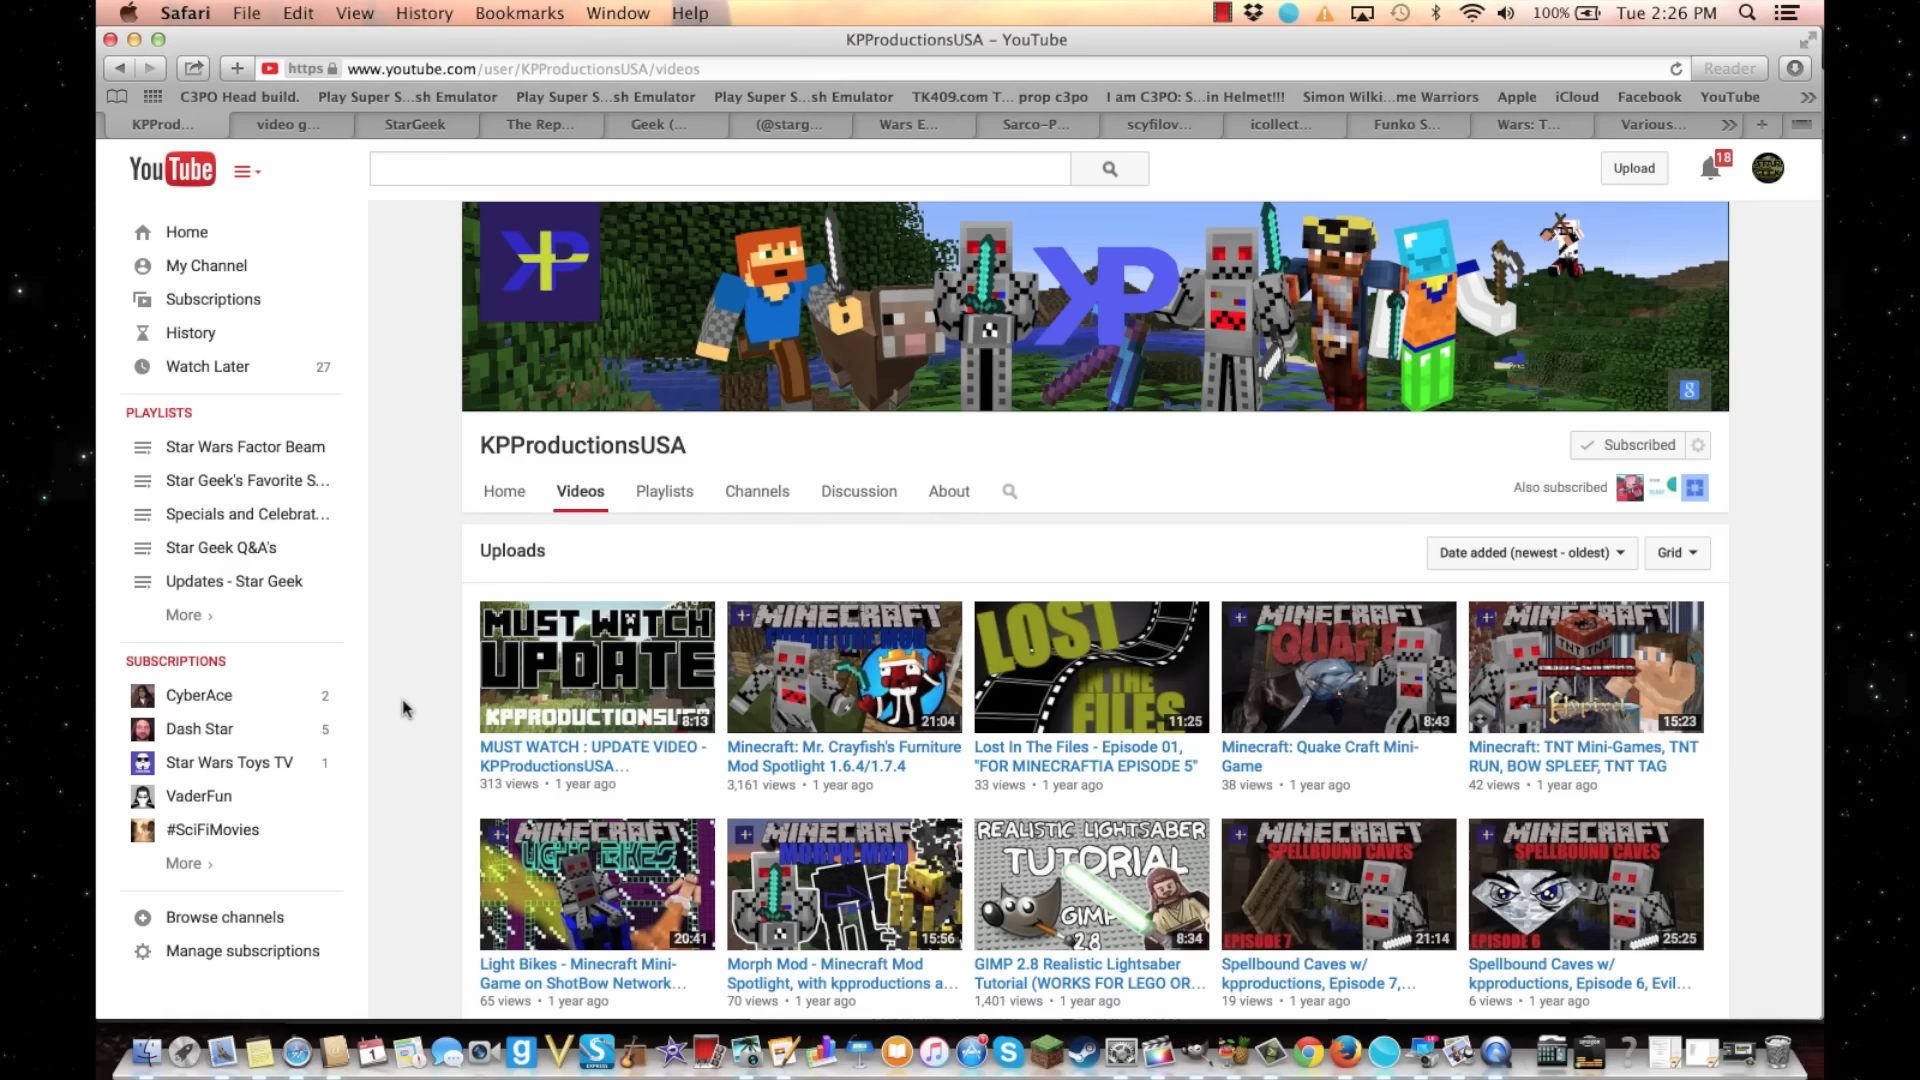 Safari File Edit View History Bookmarks Window Help 100% Tue 2:26 PM
KPProductionsUSA – YouTube
https www.youtube.com/user/KPProductionsUSA/videos Reader
C3PO Head build. Play Super S...sh Emulator Play Super S...sh Emulator Play Super S...sh Emulator TK409.com T... prop c3po I am C3PO: S...in Helmet!!! Simon Wilki...me Warriors Apple iCloud Facebook YouTube
KPProd... video g... StarGeek The Rep... Geek (... (@starg... Wars E... Sarco-P... scyfilov... icollect... Funko S... Wars: T... Various...
YouTube Upload 18
Home
My Channel
Subscriptions
History
Watch Later 27
PLAYLISTS
Star Wars Factor Beam
Star Geek's Favorite S...
Specials and Celebrat...
Star Geek Q&A's
Updates - Star Geek
More
SUBSCRIPTIONS
CyberAce 2
Dash Star 5
Star Wars Toys TV 1
VaderFun
#SciFiMovies
More
Browse channels
Manage subscriptions
KP KP
KPProductionsUSA Subscribed
Home Videos Playlists Channels Discussion About Also subscribed
Uploads Date added (newest - oldest) Grid
MUST WATCH
UPDATE
KPPRODUCTIONSUSA 8:13
MUST WATCH : UPDATE VIDEO -
KPProductionsUSA...
313 views • 1 year ago
MINECRAFT
FURNITURE MOD
21:04
Minecraft: Mr. Crayfish's Furniture
Mod Spotlight 1.6.4/1.7.4
3,161 views • 1 year ago
LOST
IN THE
FILES
11:25
Lost In The Files - Episode 01,
"FOR MINECRAFTIA EPISODE 5"
33 views • 1 year ago
MINECRAFT
QUAKE
8:43
Minecraft: Quake Craft Mini-
Game
38 views • 1 year ago
MINECRAFT
TNT TNT
Hypixel
15:23
Minecraft: TNT Mini-Games, TNT
RUN, BOW SPLEEF, TNT TAG
42 views • 1 year ago
MINECRAFT
LIGHT BIKES
20:41
Light Bikes - Minecraft Mini-
Game on ShotBow Network...
65 views • 1 year ago
MINECRAFT
MORPH MOD
15:56
Morph Mod - Minecraft Mod
Spotlight, with kpproductions a...
70 views • 1 year ago
REALISTIC LIGHTSABER
TUTORIAL
GIMP
2.8
8:34
GIMP 2.8 Realistic Lightsaber
Tutorial (WORKS FOR LEGO OR...
1,401 views • 1 year ago
MINECRAFT
SPELLBOUND CAVES
EPISODE 7 21:14
Spellbound Caves w/
kpproductions, Episode 7,...
19 views • 1 year ago
MINECRAFT
SPELLBOUND CAVES
EPISODE 6 25:25
Spellbound Caves w/
kpproductions, Episode 6, Evil...
6 views • 1 year ago